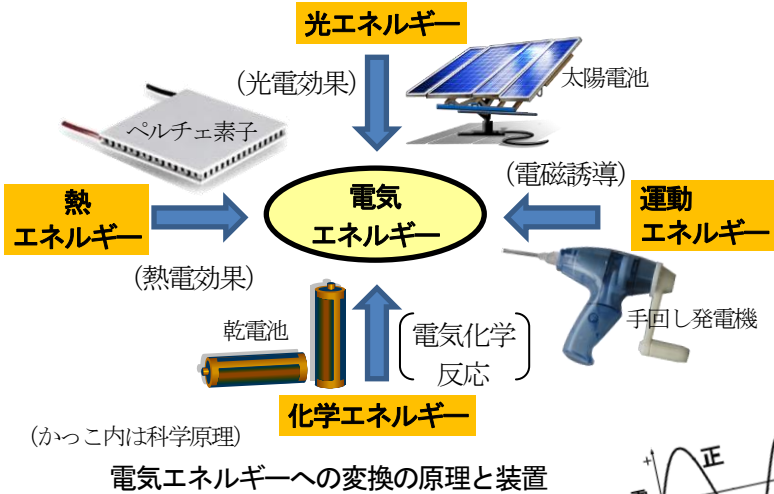 光エネルギー
(光電効果)
太陽電池
ペルチェ素子
(電磁誘導)
熱
エネルギー
電気
エネルギー
運動
エネルギー
(熱電効果)
乾電池
電気化学
反応
手回し発電機
化学エネルギー
(かっこ内は科学原理)
電気エネルギーへの変換の原理と装置
+
正